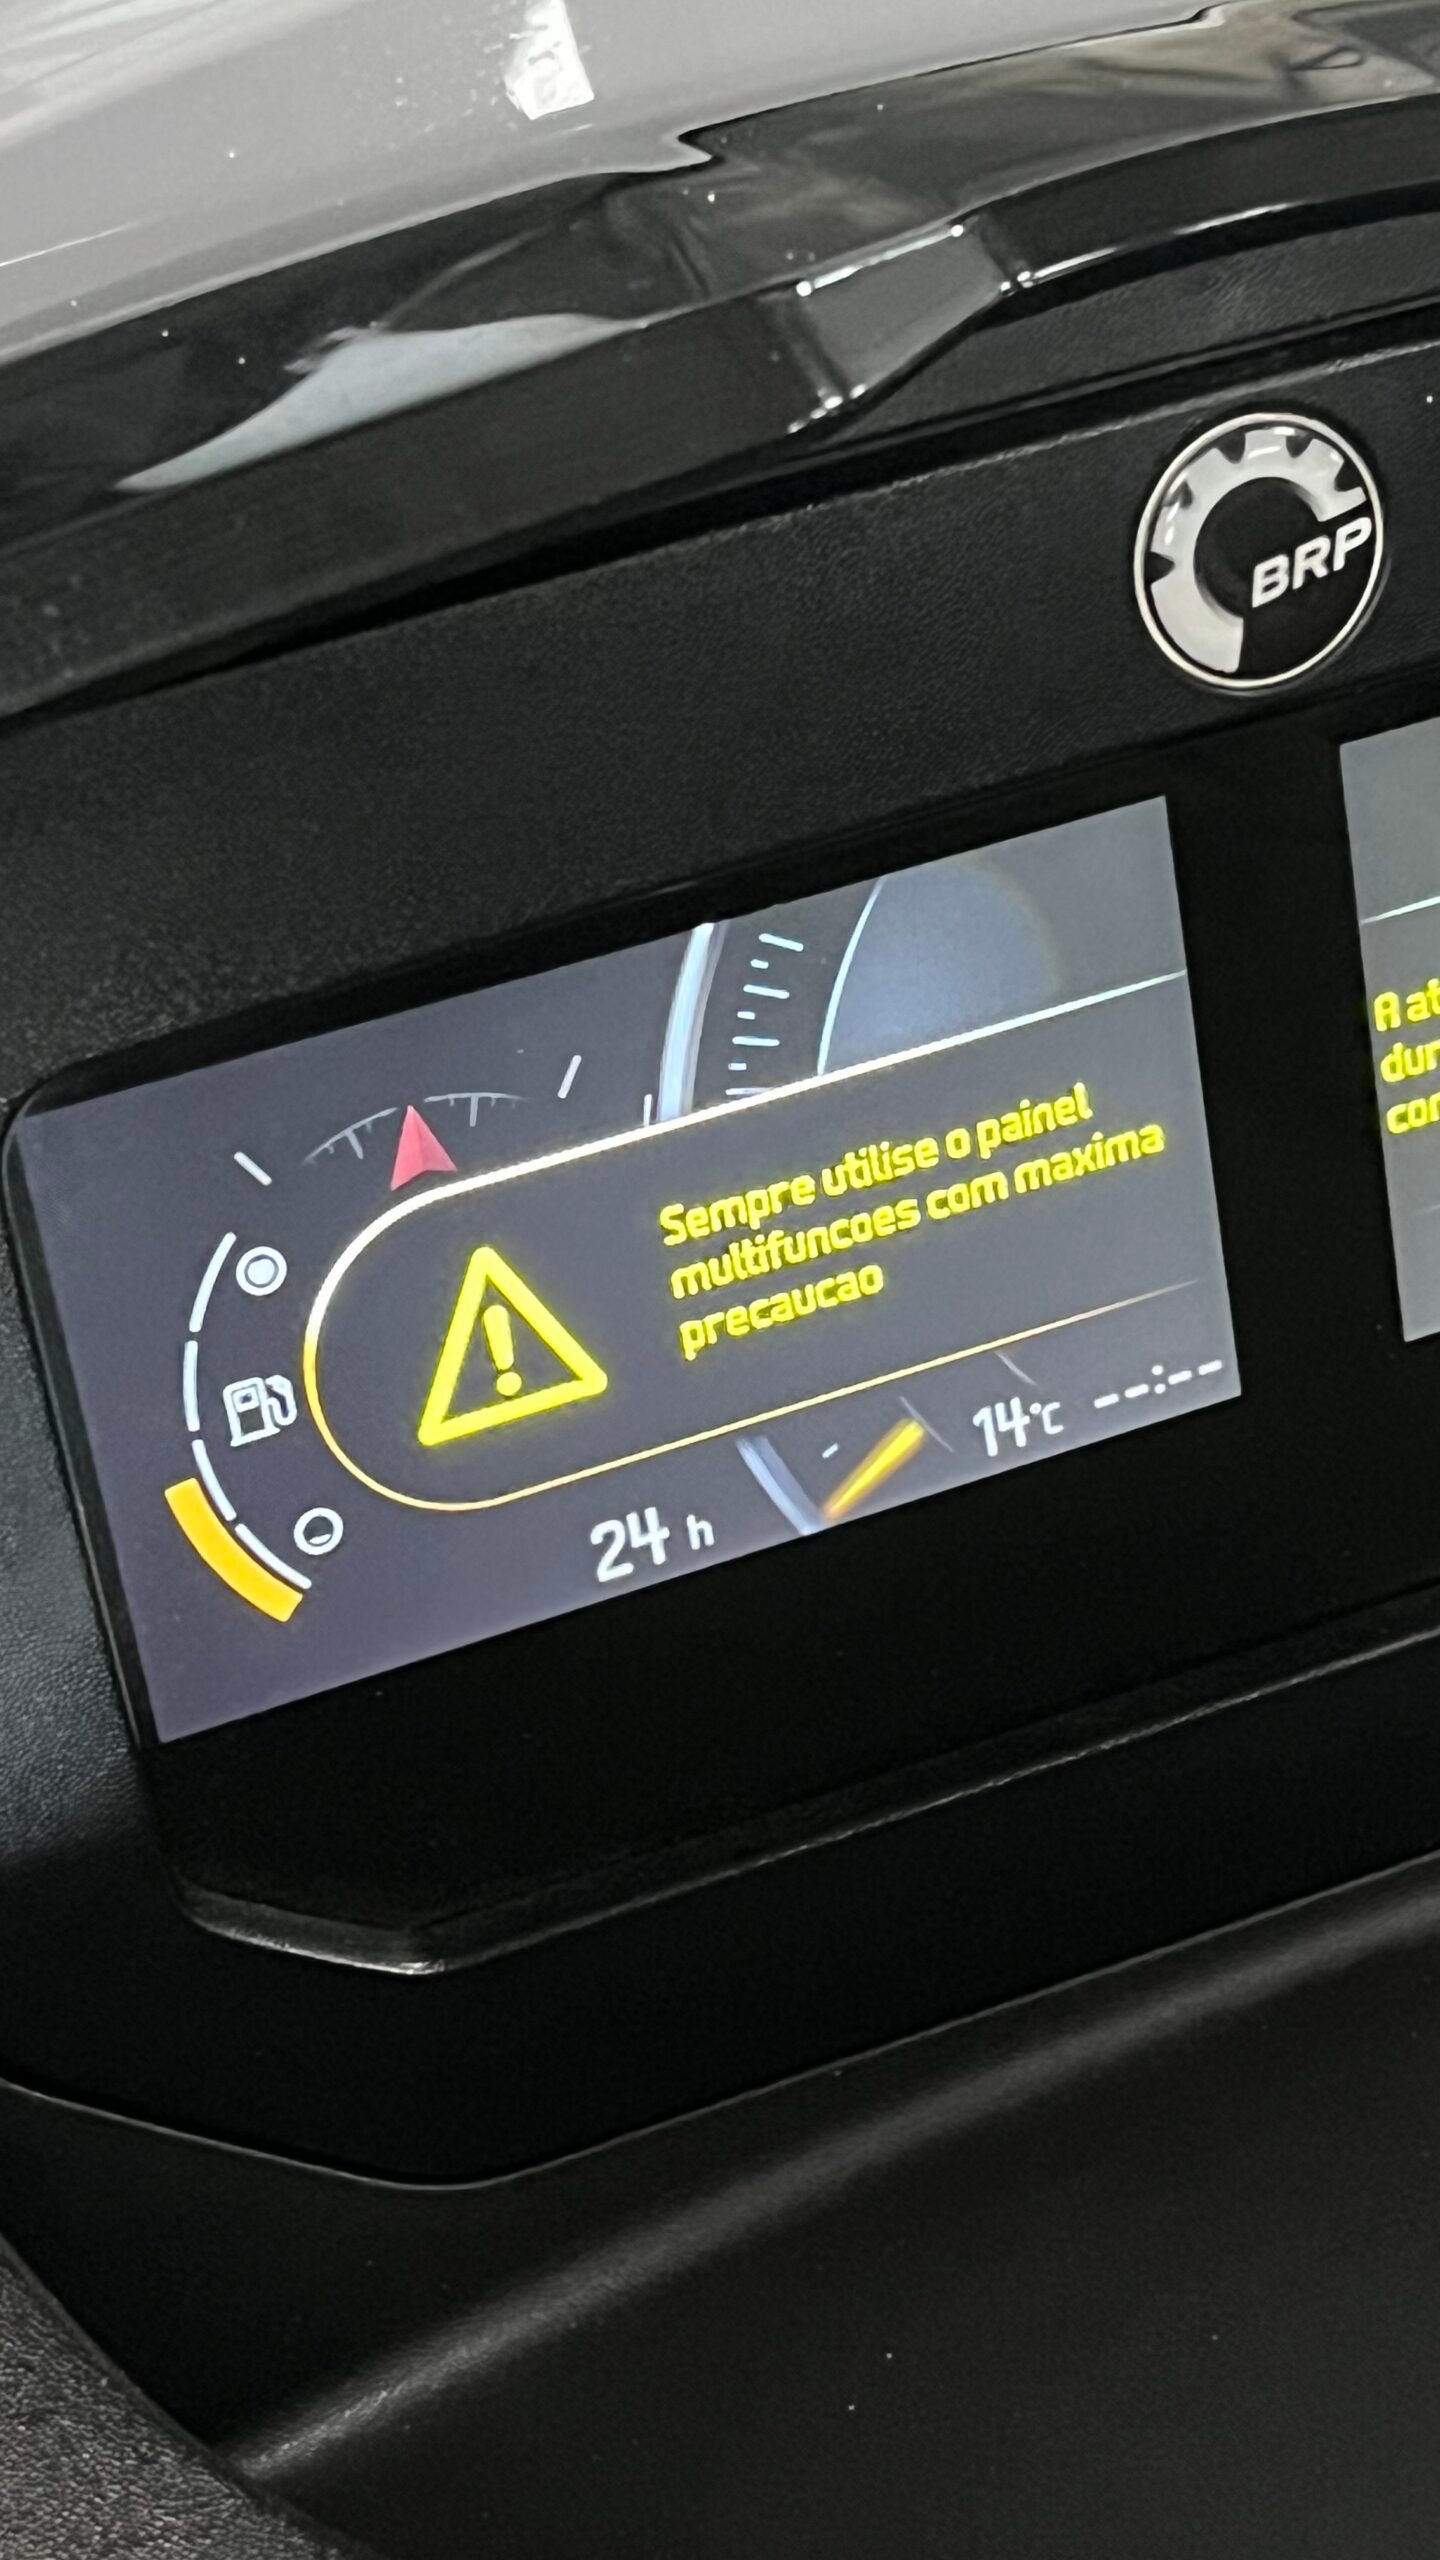 BRP
Sempre utilise o painel
multifuncoes com maxima
precaucao
14°C --:--
24 h